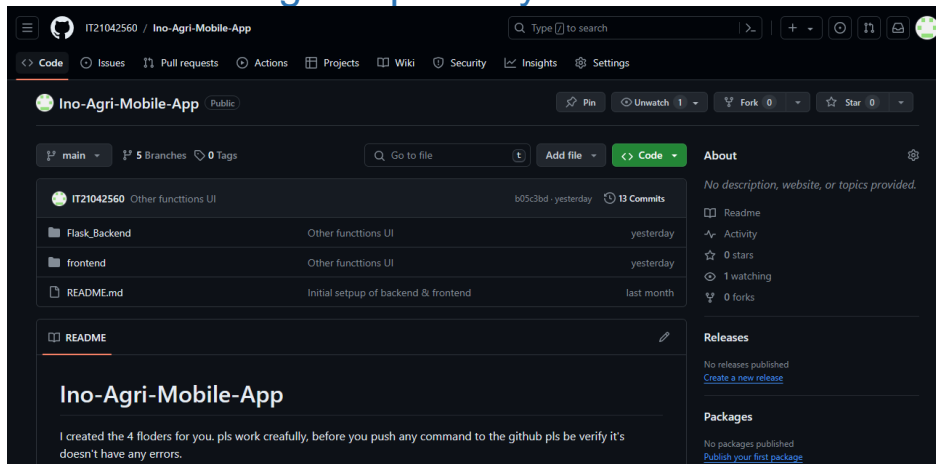 IT21042560 / Ino-Agri-Mobile-App
Type / to search
Code Issues Pull requests Actions Projects Wiki Security Insights Settings
Ino-Agri-Mobile-App Public
Pin Unwatch 1 Fork 0 Star 0
main 5 Branches 0 Tags
Go to file t Add file Code
IT21042560 Other functtions UI b05c3bd · yesterday 13 Commits
Flask_Backend Other functtions UI yesterday
frontend Other functtions UI yesterday
README.md Initial setpup of backend & frontend last month
README
Ino-Agri-Mobile-App
I created the 4 floders for you. pls work creafully, before you push any command to the github pls be verify it's
doesn't have any errors.
About
No description, website, or topics provided.
Readme
Activity
0 stars
1 watching
0 forks
Releases
No releases published
Create a new release
Packages
No packages published
Publish your first package